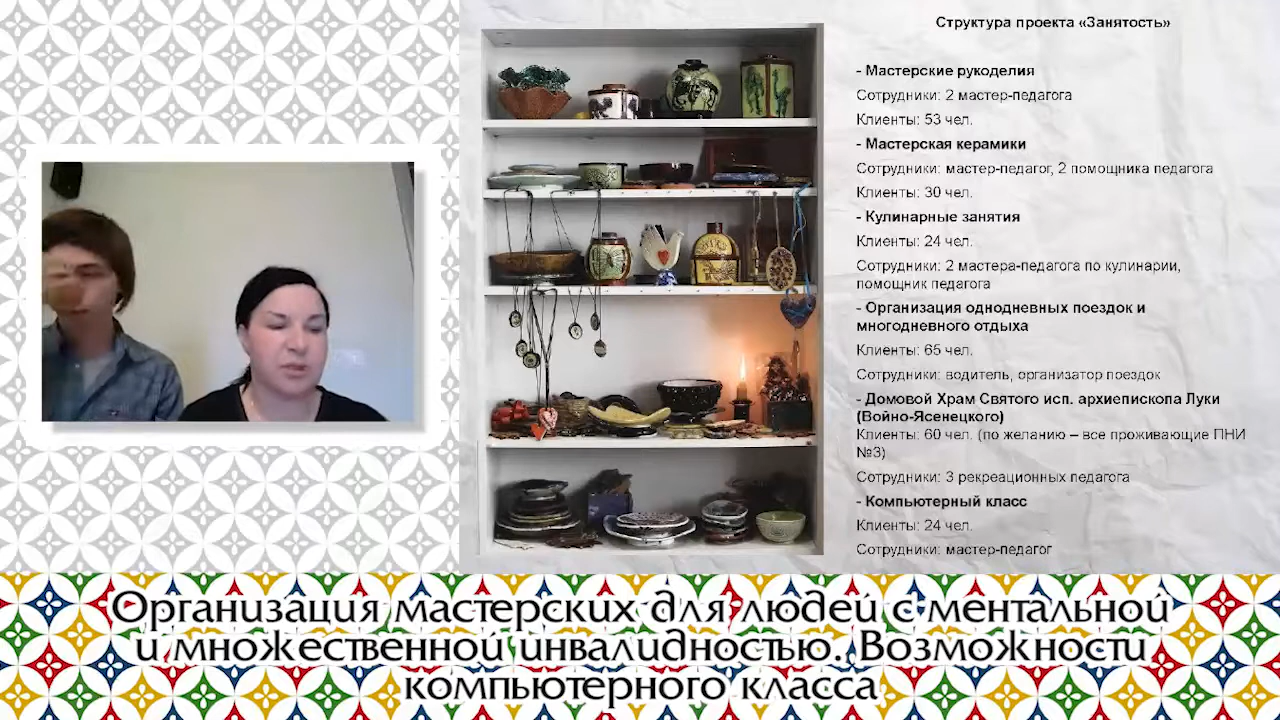 Структура проекта «Занятость»
- Мастерские рукоделия
Сотрудники: 2 мастер-педагога
Клиенты: 53 чел.
- Мастерская керамики
Сотрудники: мастер-педагог, 2 помощника педагога
Клиенты: 30 чел.
- Кулинарные занятия
Клиенты: 24 чел.
Сотрудники: 2 мастера-педагога по кулинарии,
помощник педагога
- Организация однодневных поездок и
многодневного отдыха
Клиенты: 65 чел.
Сотрудники: водитель, организатор поездок
- Домовой Храм Святого исп. архиепископа Луки
(Войно-Ясенецкого)
Клиенты: 60 чел. (по желанию – все проживающие ПНИ
№3)
Сотрудники: 3 рекреационных педагога
- Компьютерный класс
Клиенты: 24 чел.
Сотрудники: мастер-педагог
Организация мастерских для людей с ментальной
и множественной инвалидностью. Возможности
компьютерного класса